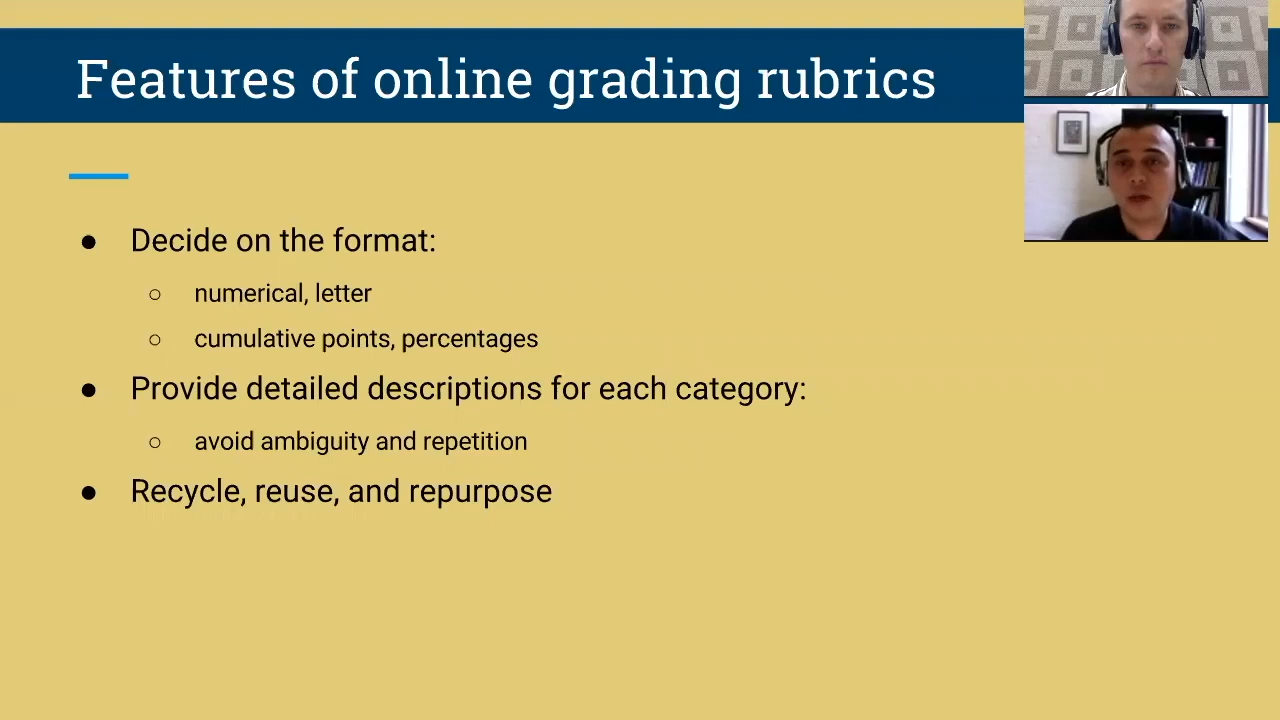 Features of online grading rubrics
● Decide on the format:
○ numerical, letter
○ cumulative points, percentages
● Provide detailed descriptions for each category:
○ avoid ambiguity and repetition
● Recycle, reuse, and repurpose